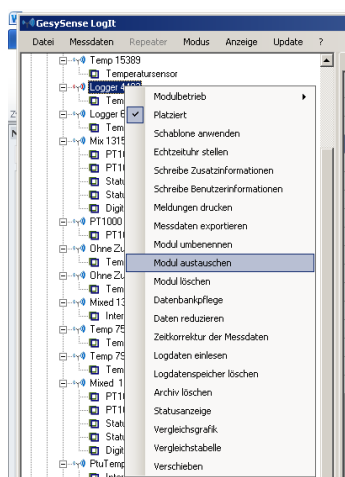 GesySense LogIt
Datei Messdaten Repeater Modus Anzeige Update ?
Temp 15389
Temperatursensor
Logger
Tem
Logger 6
Tem
Mix 1315
PT10
PT10
Statu
Statu
Digit
PT1000
PT10
Ohne Zu
Tem
Ohne Zu
Tem
Mixed 13
Inter
Temp 75
Tem
Temp 79
Tem
Mixed 1
PT10
PT10
Statu
Statu
Digit
PtuTemp
Modulbetrieb
Platziert
Schablone anwenden
Echtzeituhr stellen
Schreibe Zusatzinformationen
Schreibe Benutzerinformationen
Meldungen drucken
Messdaten exportieren
Modul umbenennen
Modul austauschen
Modul löschen
Datenbankpflege
Daten reduzieren
Zeitkorrektur der Messdaten
Logdaten einlesen
Logdatenspeicher löschen
Archiv löschen
Statusanzeige
Vergleichsgrafik
Vergleichstabelle
Verschieben